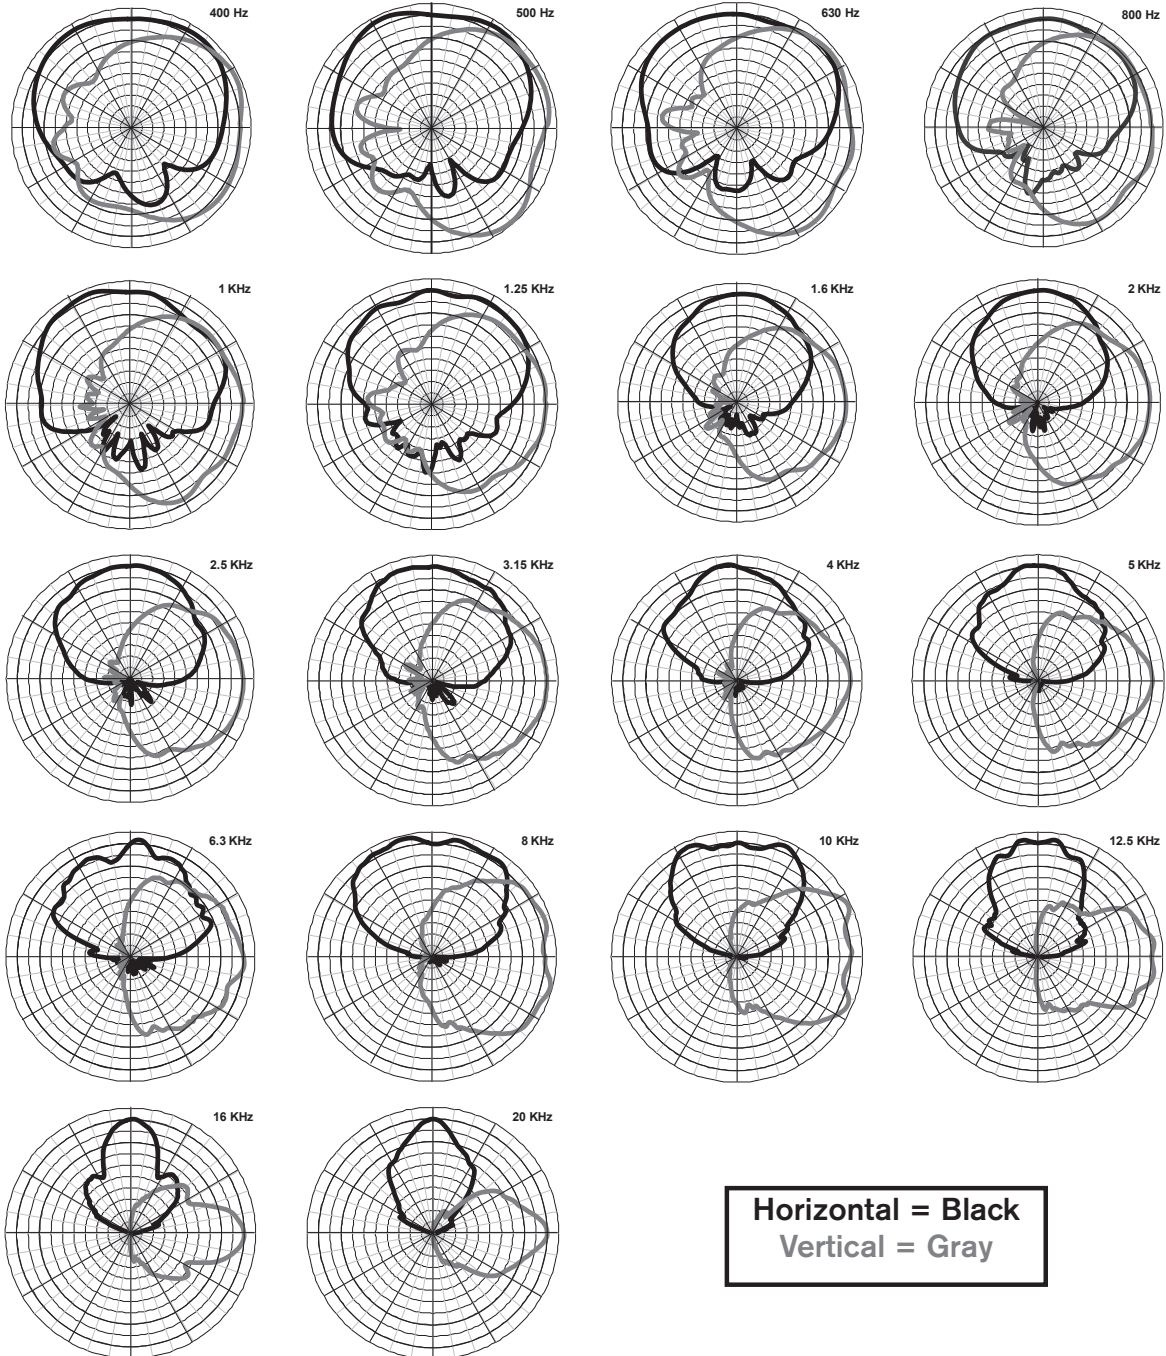 400 Hz
500 Hz
630 Hz
800 Hz
1 KHz
1.25 KHz
1.6 KHz
2 KHz
2.5 KHz
3.15 KHz
4 KHz
5 KHz
6.3 KHz
8 KHz
10 KHz
12.5 KHz
16 KHz
20 KHz
Horizontal = Black
Vertical = Gray